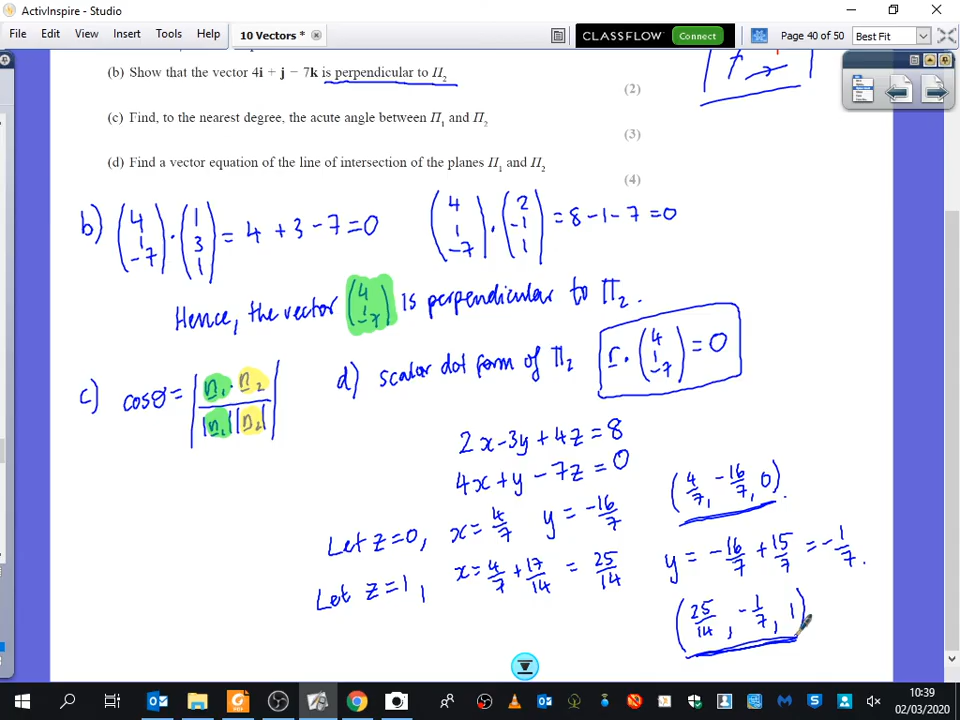 ActivInspire - Studio
File Edit View Insert Tools Help 10 Vectors * CLASSFLOW Connect Page 40 of 50 Best Fit
(b) Show that the vector 4i + j − 7k is perpendicular to Π₂
(2)
(c) Find, to the nearest degree, the acute angle between Π₁ and Π₂
(3)
(d) Find a vector equation of the line of intersection of the planes Π₁ and Π₂
(4)
b) (4 1 -7) . (1 3 1) = 4 + 3 - 7 = 0 (4 1 -7) . (2 -1 1) = 8 - 1 - 7 = 0
Hence, the vector (4 1 -7) is perpendicular to Π₂.
c) cosθ = | n₁ . n₂ / |n₁||n₂| |
d) scalar dot form of Π₂ r . (4 1 -7) = 0
2x - 3y + 4z = 8
4x + y - 7z = 0
Let z = 0, x = 4/7 y = -16/7 (4/7, -16/7, 0).
Let z = 1, x = 4/7 + 17/14 = 25/14 y = -16/7 + 15/7 = -1/7.
(25/14, -1/7, 1)
10:39
02/03/2020